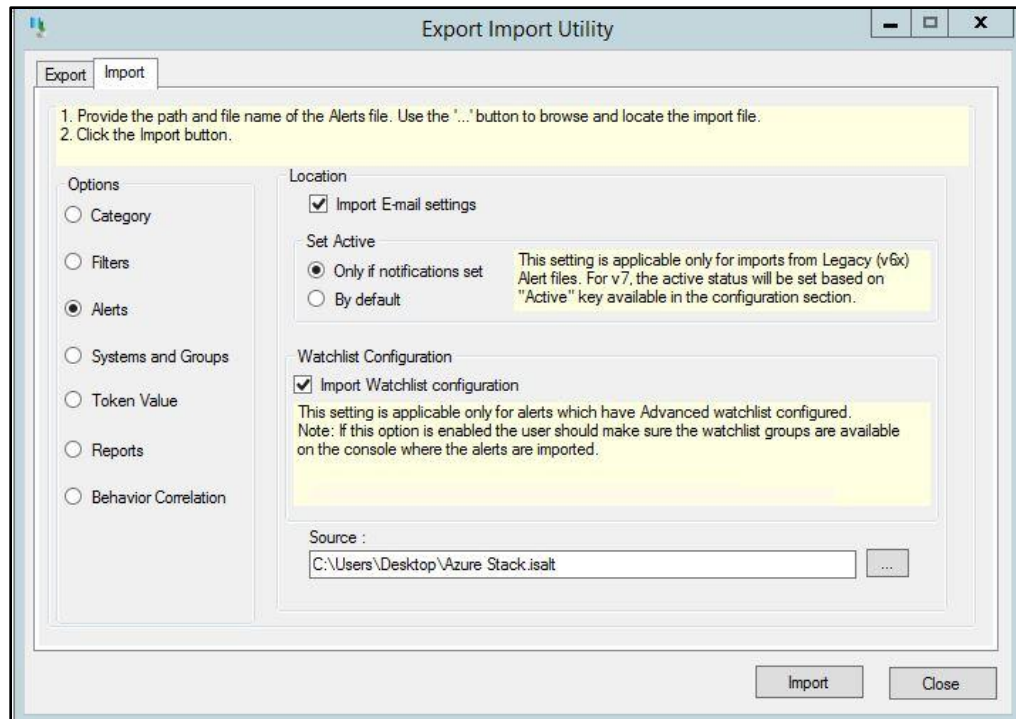 Export Import Utility
Export
Import
1. Provide the path and file name of the Alerts file. Use the '...' button to browse and locate the import file.
2. Click the Import button.
Options
Category
Filters
Alerts
Systems and Groups
Token Value
Reports
Behavior Correlation
Location
Import E-mail settings
Set Active
Only if notifications set
By default
This setting is applicable only for imports from Legacy (v6x)
Alert files. For v7, the active status will be set based on
"Active" key available in the configuration section.
Watchlist Configuration
Import Watchlist configuration
This setting is applicable only for alerts which have Advanced watchlist configured.
Note: If this option is enabled the user should make sure the watchlist groups are available
on the console where the alerts are imported.
Source :
C:\Users\Desktop\Azure Stack.isalt
...
Import
Close